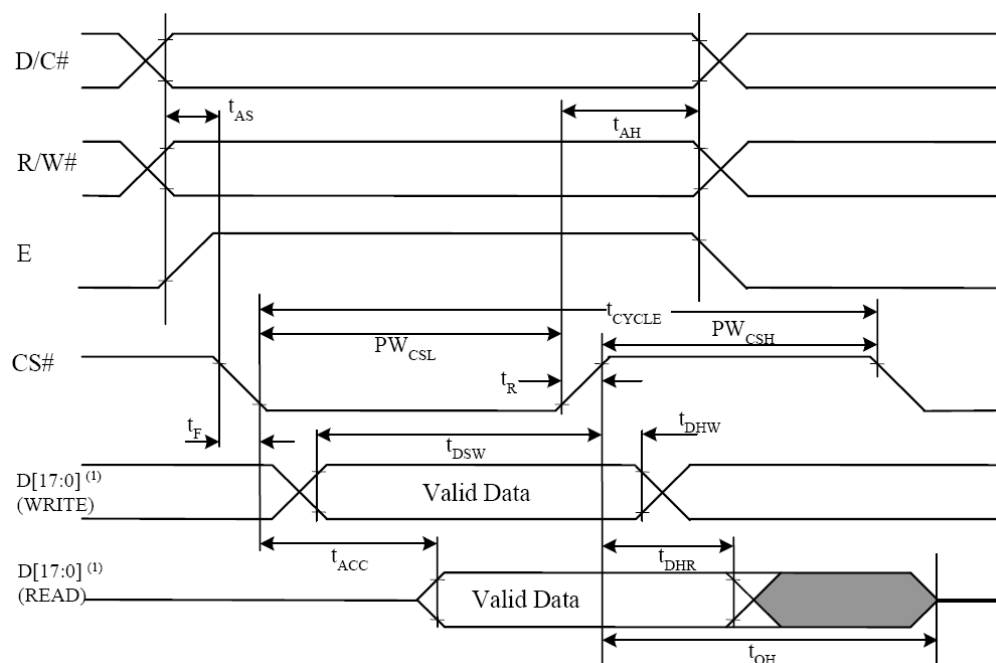 D/C#
tAS
tAH
R/W#
E
tCYCLE
PWCSL
PWCSH
CS#
tR
tF
tDSW
tDHW
D[17:0] (1)
(WRITE)
Valid Data
tACC
tDHR
D[17:0] (1)
(READ)
Valid Data
tOH